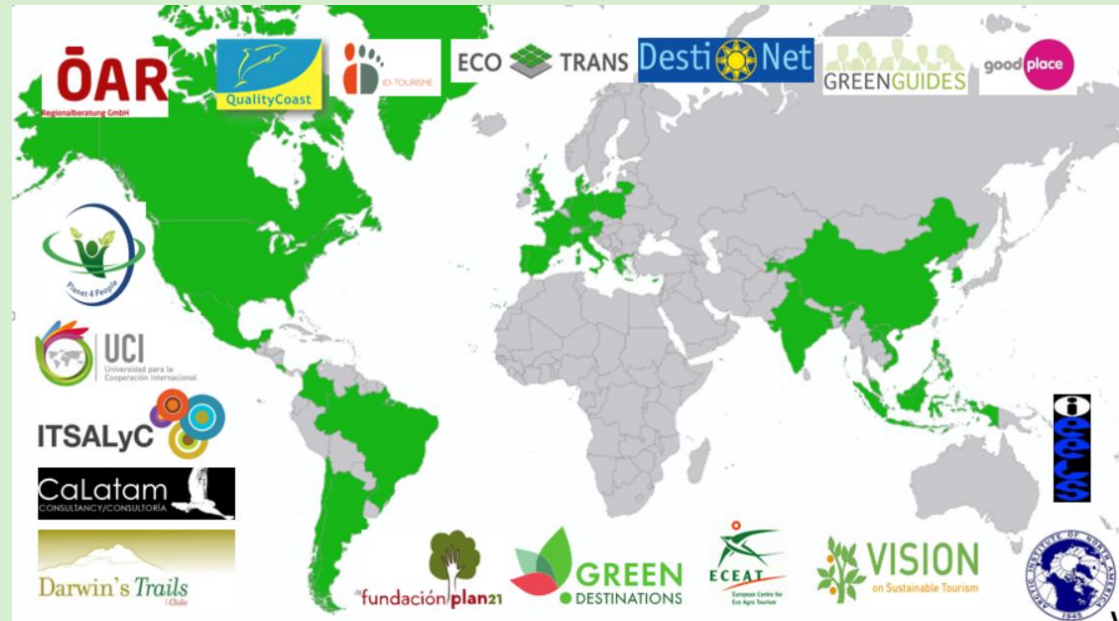 ŌAR
Regionalberatung GmbH
QualityCoast
ID-TOURISME
ECO TRANS
Desti Net
GREENGUIDES
good place
Planet 4 People
UCI
Universidad para la
Cooperación Internacional
ITSALyC
CaLatam
CONSULTANCY/CONSULTORÍA
Darwin's Trails
Chile
fundación plan21
GREEN
DESTINATIONS
ECEAT
European Centre for
Eco Agro Tourism
VISION
on Sustainable Tourism
ARCTIC INSTITUTE OF NORTH AMERICA
1945